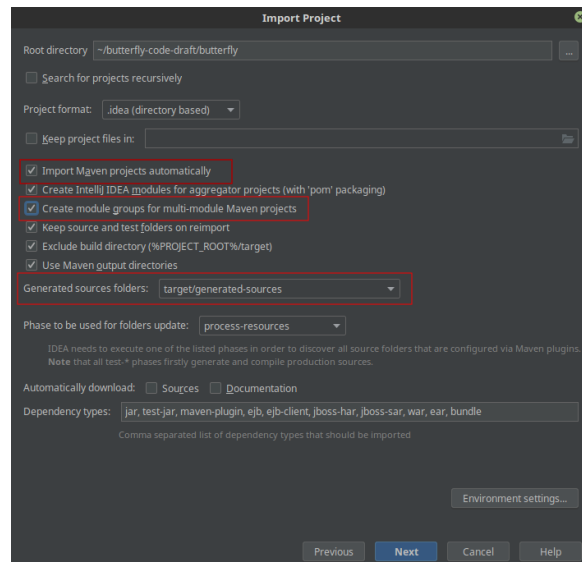 Import Project
Root directory ~/butterfly-code-draft/butterfly ...
Search for projects recursively
Project format: .idea (directory based)
Keep project files in:
Import Maven projects automatically
Create IntelliJ IDEA modules for aggregator projects (with 'pom' packaging)
Create module groups for multi-module Maven projects
Keep source and test folders on reimport
Exclude build directory (%PROJECT_ROOT%/target)
Use Maven output directories
Generated sources folders: target/generated-sources
Phase to be used for folders update: process-resources
IDEA needs to execute one of the listed phases in order to discover all source folders that are configured via Maven plugins.
Note that all test-* phases firstly generate and compile production sources.
Automatically download: Sources Documentation
Dependency types: jar, test-jar, maven-plugin, ejb, ejb-client, jboss-har, jboss-sar, war, ear, bundle
Comma separated list of dependency types that should be imported
Environment settings...
Previous Next Cancel Help